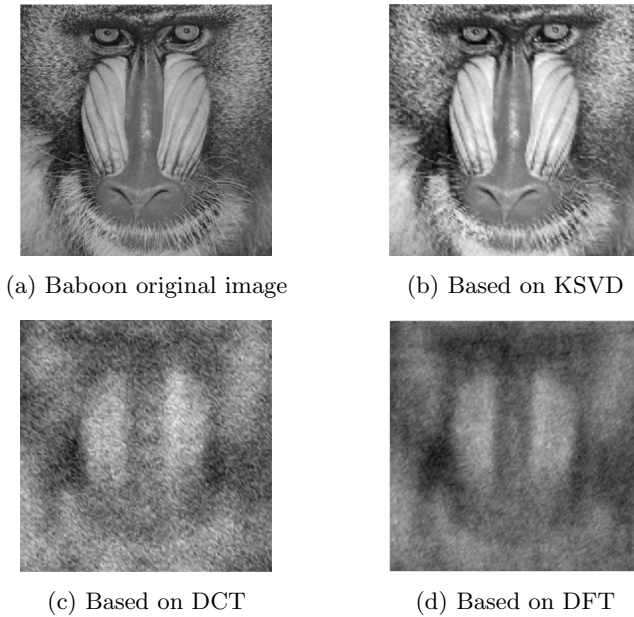 (a) Baboon original image
(b) Based on KSVD
(c) Based on DCT
(d) Based on DFT